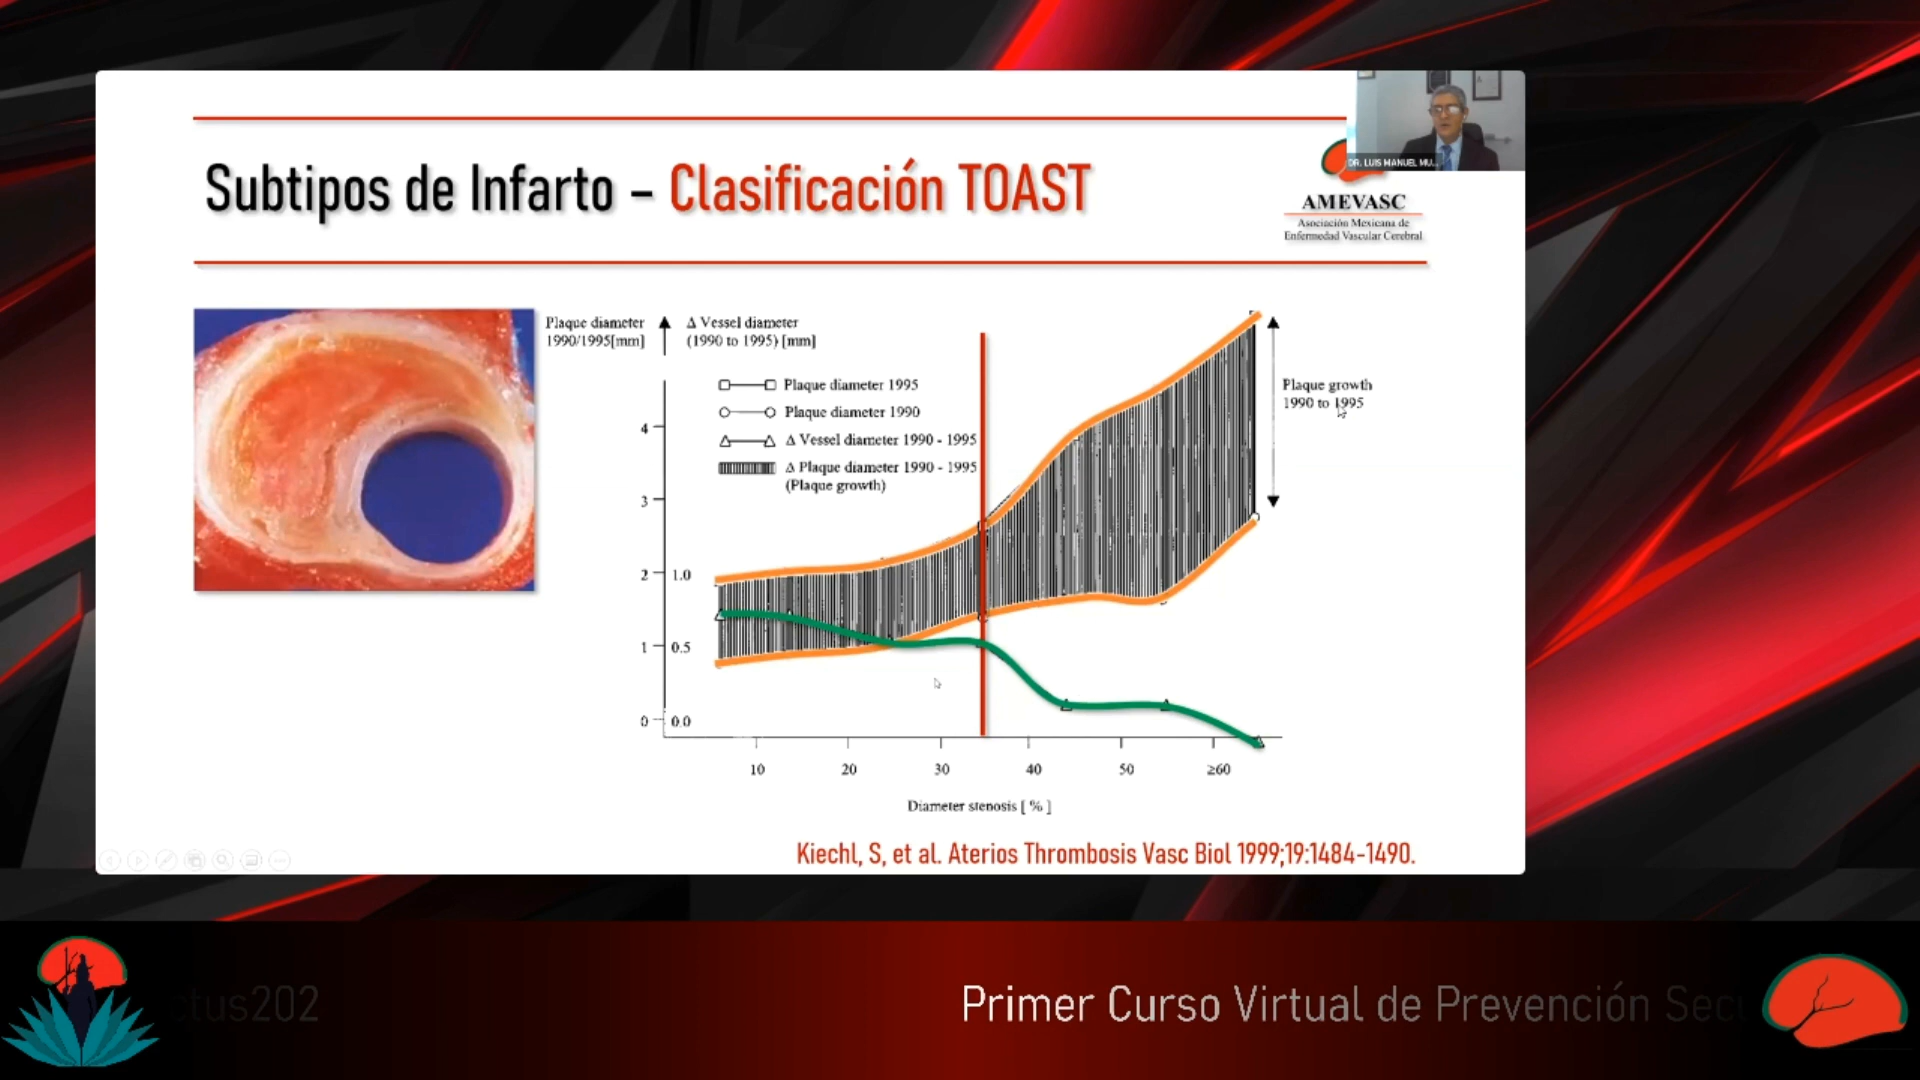 DR. LUIS MANUEL MU...
Subtipos de Infarto – Clasificación TOAST
AMEVASC
Asociación Mexicana de
Enfermedad Vascular Cerebral
Plaque diameter
1990/1995[mm]
Δ Vessel diameter
(1990 to 1995) [mm]
Plaque diameter 1995
Plaque diameter 1990
Δ Vessel diameter 1990 - 1995
Δ Plaque diameter 1990 - 1995
(Plaque growth)
Plaque growth
1990 to 1995
4
3
2 1.0
1 0.5
0 0.0
10 20 30 40 50 ≥60
Diameter stenosis [ % ]
Kiechl, S, et al. Aterios Thrombosis Vasc Biol 1999;19:1484-1490.
ctus202
Primer Curso Virtual de Prevención Sec